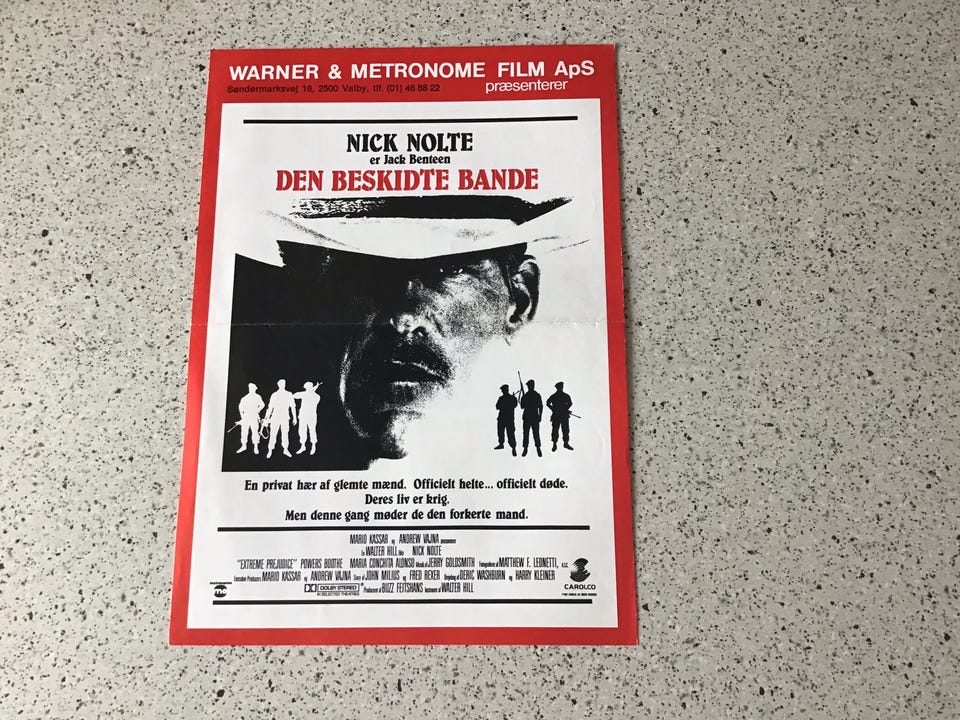 WARNER & METRONOME FILM ApS
Søndermarksvej 16, 2500 Valby, tlf. (01) 46 88 22
præsenterer
NICK NOLTE
er Jack Benteen
DEN BESKIDTE BANDE
En privat hær af glemte mænd. Officielt helte... officielt døde.
Deres liv er krig.
Men denne gang møder de den forkerte mand.
MARIO KASSAR og ANDREW VAJNA præsenterer
En WALTER HILL film NICK NOLTE
"EXTREME PREJUDICE" POWERS BOOTHE MARIA CONCHITA ALONSO Musik af JERRY GOLDSMITH Fotograferet af MATTHEW F. LEONETTI, A.S.C.
Executive Producers MARIO KASSAR og ANDREW VAJNA Story af JOHN MILIUS og FRED REXER DERIC WASHBURN og HARRY KLEINER
DOLBY STEREO
IN SELECTED THEATRES
Produceret af BUZZ FEITSHANS Instrueret af WALTER HILL
CAROLCO